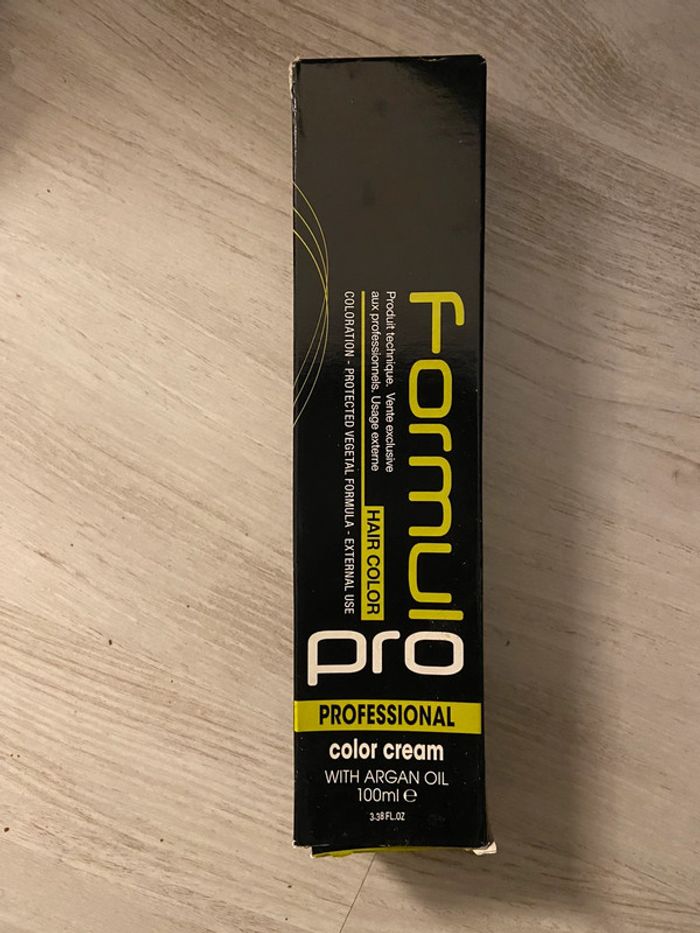 Formul
pro
Produit technique. Vente exclusive
aux professionnels. Usage externe
HAIR COLOR
COLORATION - PROTECTED VEGETAL FORMULA - EXTERNAL USE
PROFESSIONAL
color cream
WITH ARGAN OIL
100ml ℮
3.38 FL.OZ